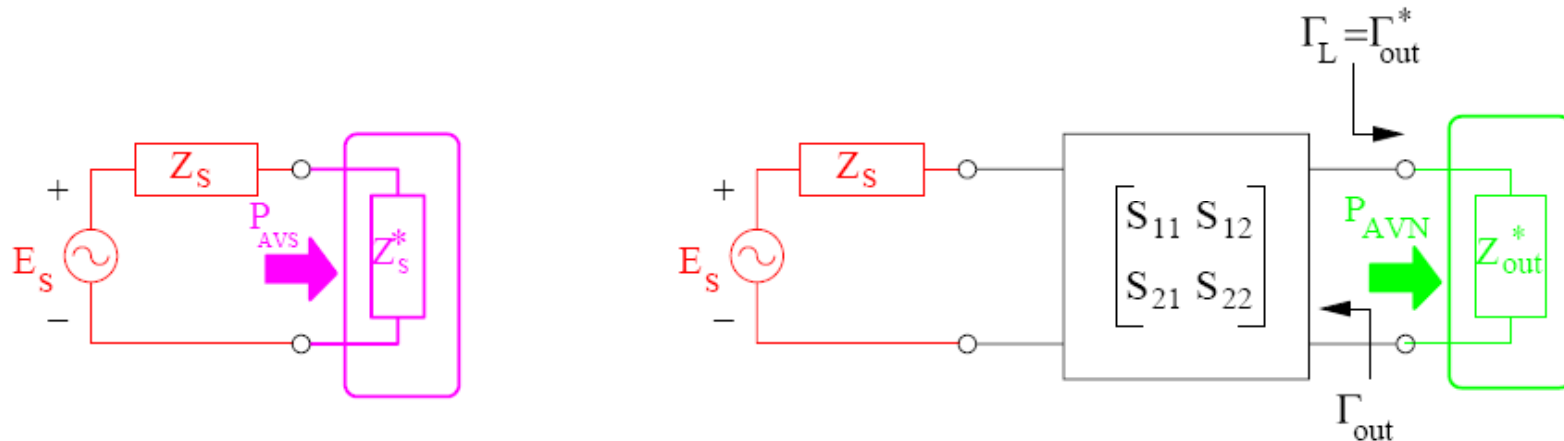 Γ_L = Γ_out^*
+
Z_S
E_S
−
P_AVS
Z_s^*
+
Z_S
E_S
−
S_11 S_12
S_21 S_22
P_AVN
Z_out^*
Γ_out